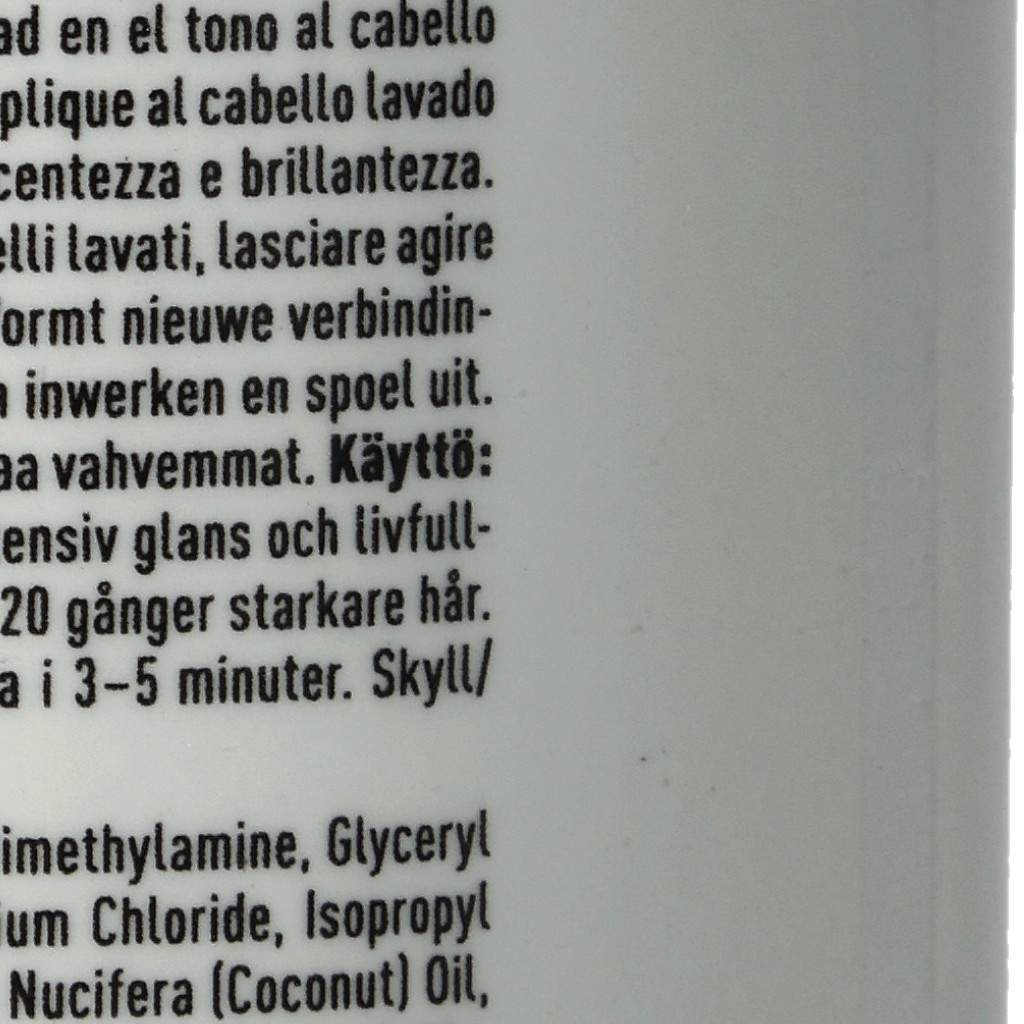 ad en el tono al cabello
plique al cabello lavado
centezza e brillantezza.
elli lavati, lasciare agire
formt nieuwe verbindin-
inwerken en spoel uit.
aa vahvemmat. Käyttö:
ensiv glans och livfull-
20 gånger starkare hår.
a i 3–5 minuter. Skyll/
imethylamine, Glyceryl
ium Chloride, Isopropyl
Nucifera (Coconut) Oil,